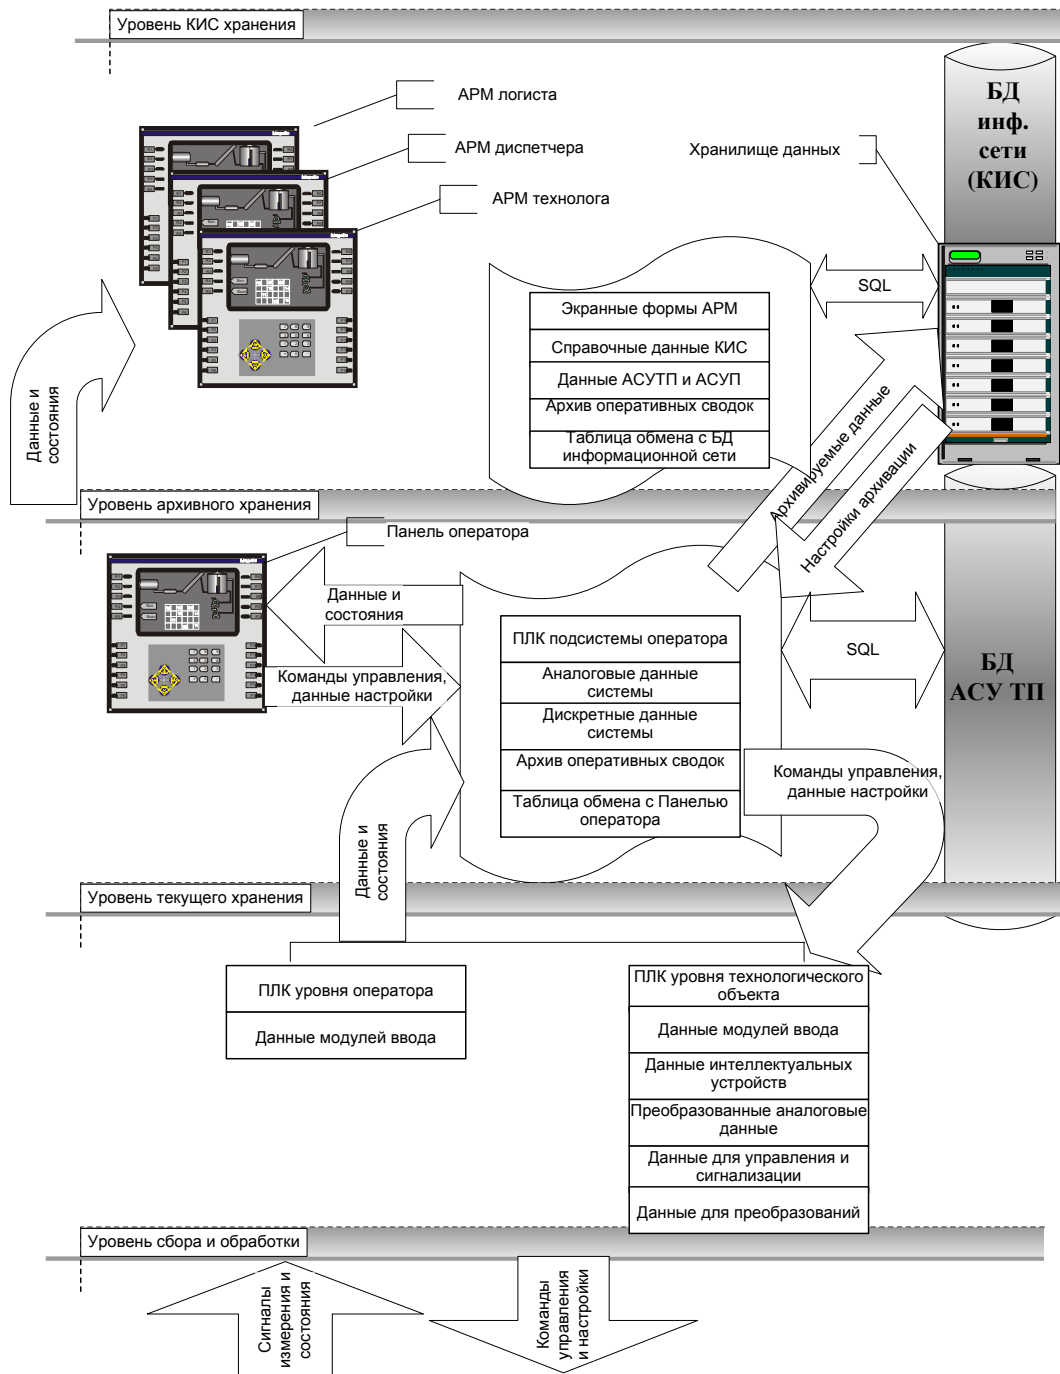 Уровень КИС хранения
АРМ логиста
АРМ диспетчера
АРМ технолога
Хранилище данных
БД
инф.
сети
(КИС)
SQL
Экранные формы АРМ
Справочные данные КИС
Данные АСУТП и АСУП
Архив оперативных сводок
Таблица обмена с БД
информационной сети
Данные и
состояния
Архивируемые данные
Настройки архивации
Уровень архивного хранения
Панель оператора
Данные и
состояния
Команды управления,
данные настройки
ПЛК подсистемы оператора
Аналоговые данные
системы
Дискретные данные
системы
Архив оперативных сводок
Таблица обмена с Панелью
оператора
SQL
БД
АСУ ТП
Команды управления,
данные настройки
Данные и
состояния
Уровень текущего хранения
ПЛК уровня оператора
Данные модулей ввода
ПЛК уровня технологического
объекта
Данные модулей ввода
Данные интеллектуальных
устройств
Преобразованные аналоговые
данные
Данные для управления и
сигнализации
Данные для преобразований
Уровень сбора и обработки
Сигналы
измерения и
состояния
Команды
управления
и настройки